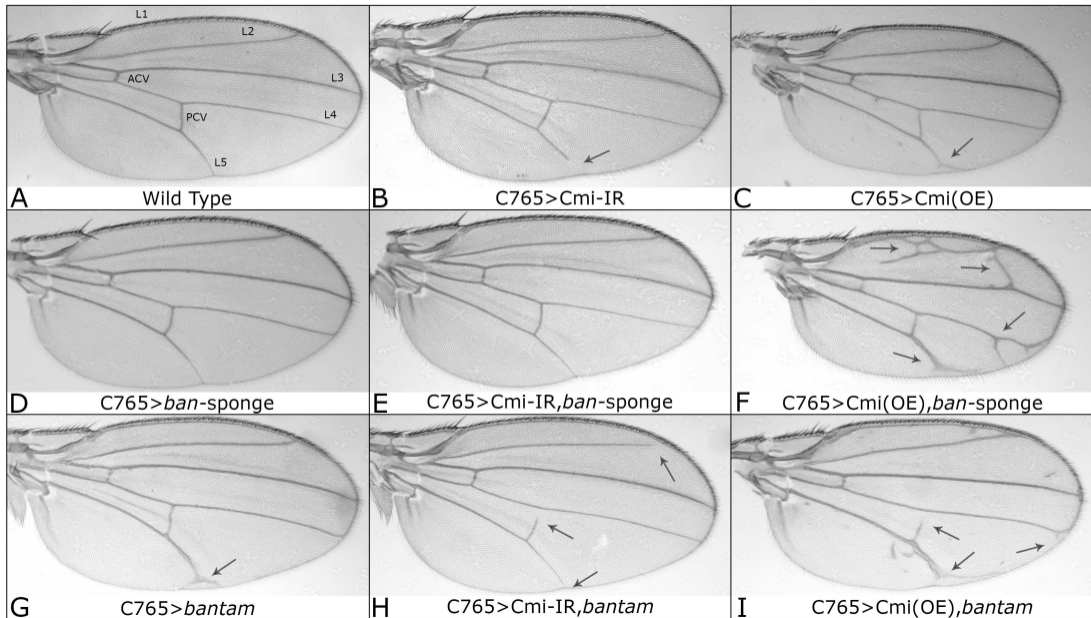 L1
L2
L3
ACV
L4
PCV
L5
A
Wild Type
B
C765>Cmi-IR
C
C765>Cmi(OE)
D
C765>ban-sponge
E
C765>Cmi-IR,ban-sponge
F
C765>Cmi(OE),ban-sponge
G
C765>bantam
H
C765>Cmi-IR,bantam
I
C765>Cmi(OE),bantam